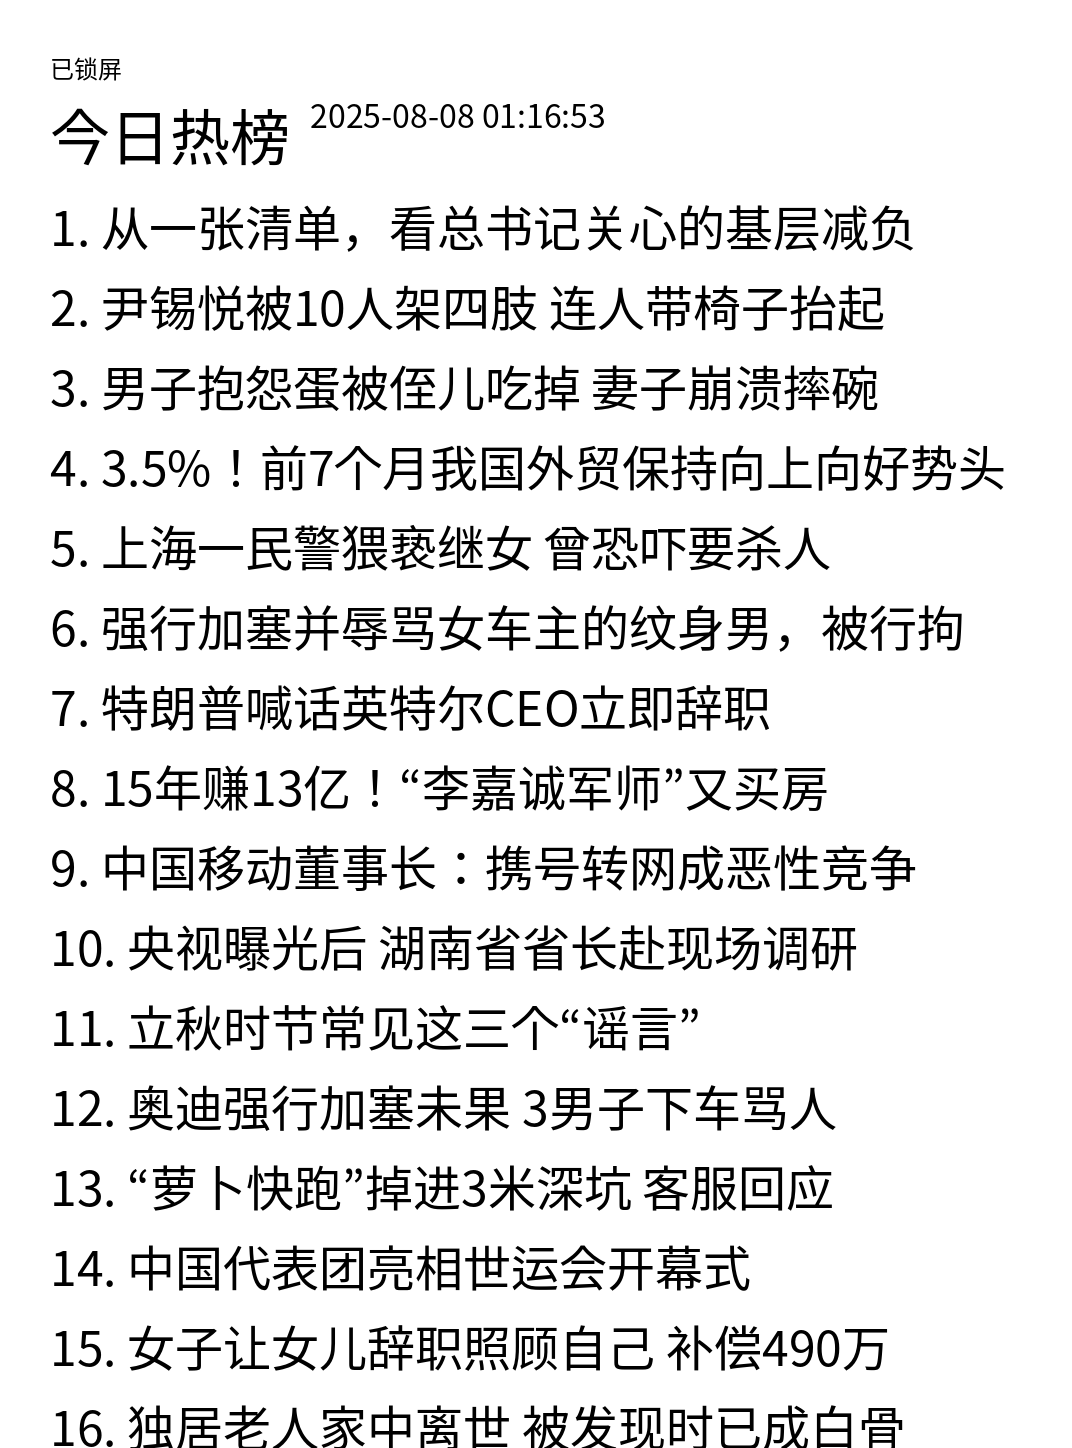 已锁屏
今日热榜 2025-08-08 01:16:53
1. 从一张清单，看总书记关心的基层减负
2. 尹锡悦被10人架四肢 连人带椅子抬起
3. 男子抱怨蛋被侄儿吃掉 妻子崩溃摔碗
4. 3.5%！前7个月我国外贸保持向上向好势头
5. 上海一民警猥亵继女 曾恐吓要杀人
6. 强行加塞并辱骂女车主的纹身男，被行拘
7. 特朗普喊话英特尔CEO立即辞职
8. 15年赚13亿！“李嘉诚军师”又买房
9. 中国移动董事长：携号转网成恶性竞争
10. 央视曝光后 湖南省省长赴现场调研
11. 立秋时节常见这三个“谣言”
12. 奥迪强行加塞未果 3男子下车骂人
13. “萝卜快跑”掉进3米深坑 客服回应
14. 中国代表团亮相世运会开幕式
15. 女子让女儿辞职照顾自己 补偿490万
16. 独居老人家中离世 被发现时已成白骨